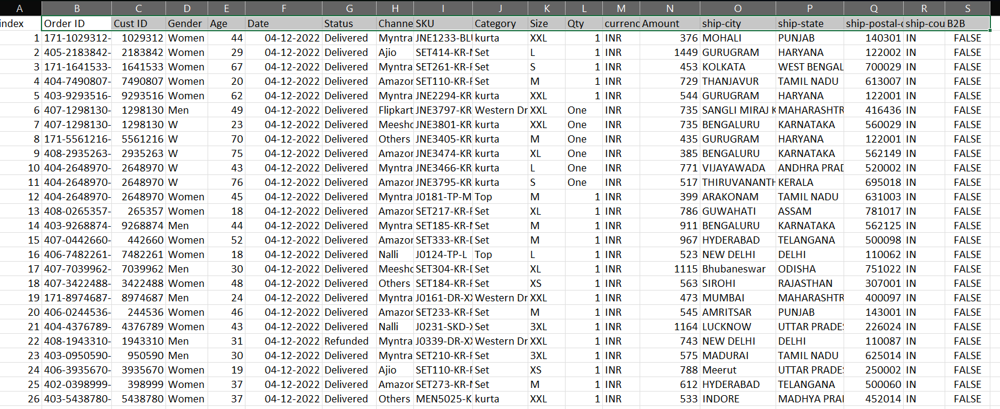 A B C D E F G H I J K L M N O P Q R S
index Order ID Cust ID Gender Age Date Status Channe SKU Category Size Qty currenc Amount ship-city ship-state ship-postal-c ship-cou B2B
1 171-1029312- 1029312 Women 44 04-12-2022 Delivered Myntra JNE1233-BLU kurta XXL 1 INR 376 MOHALI PUNJAB 140301 IN FALSE
2 405-2183842- 2183842 Women 29 04-12-2022 Delivered Ajio SET414-KR-N Set L 1 INR 1449 GURUGRAM HARYANA 122002 IN FALSE
3 171-1641533- 1641533 Women 67 04-12-2022 Delivered Myntra SET261-KR-P Set S 1 INR 453 KOLKATA WEST BENGAL 700029 IN FALSE
4 404-7490807- 7490807 Women 20 04-12-2022 Delivered Amazon SET110-KR-P Set M 1 INR 729 THANJAVUR TAMIL NADU 613007 IN FALSE
5 403-9293516- 9293516 Women 62 04-12-2022 Delivered Myntra JNE2294-KR kurta XXL 1 INR 544 GURUGRAM HARYANA 122001 IN FALSE
6 407-1298130- 1298130 Men 49 04-12-2022 Delivered Flipkart JNE3797-KR Western Dr XXL One INR 735 SANGLI MIRAJ K MAHARASHTR 416436 IN FALSE
7 407-1298130- 1298130 W 23 04-12-2022 Delivered Meesho JNE3801-KR kurta XXL One INR 735 BENGALURU KARNATAKA 560029 IN FALSE
8 171-5561216- 5561216 W 70 04-12-2022 Delivered Others JNE3405-KR kurta M One INR 435 GURUGRAM HARYANA 122001 IN FALSE
9 408-2935263- 2935263 W 75 04-12-2022 Delivered Amazon JNE3474-KR kurta XL One INR 385 BENGALURU KARNATAKA 562149 IN FALSE
10 404-2648970- 2648970 W 43 04-12-2022 Delivered Myntra JNE3466-KR kurta L One INR 771 VIJAYAWADA ANDHRA PRAD 520002 IN FALSE
11 404-2648970- 2648970 W 76 04-12-2022 Delivered Amazon JNE3795-KR kurta S One INR 517 THIRUVANANTH KERALA 695018 IN FALSE
12 404-2648970- 2648970 Women 45 04-12-2022 Delivered Myntra J0181-TP-M Top M 1 INR 399 ARAKONAM TAMIL NADU 631003 IN FALSE
13 408-0265357- 265357 Women 18 04-12-2022 Delivered Amazon SET217-KR-P Set XL 1 INR 786 GUWAHATI ASSAM 781017 IN FALSE
14 403-9268874- 9268874 Men 44 04-12-2022 Delivered Myntra SET185-KR-N Set M 1 INR 911 BENGALURU KARNATAKA 562125 IN FALSE
15 407-0442660- 442660 Women 52 04-12-2022 Delivered Amazon SET333-KR-D Set M 1 INR 967 HYDERABAD TELANGANA 500098 IN FALSE
16 406-7482261- 7482261 Women 18 04-12-2022 Delivered Nalli J0124-TP-L Top L 1 INR 523 NEW DELHI DELHI 110062 IN FALSE
17 407-7039962- 7039962 Men 30 04-12-2022 Delivered Meesho SET304-KR-D Set XL 1 INR 1115 Bhubaneswar ODISHA 751022 IN FALSE
18 407-3422488- 3422488 Women 48 04-12-2022 Delivered Others SET184-KR-P Set XS 1 INR 563 SIROHI RAJASTHAN 307001 IN FALSE
19 171-8974687- 8974687 Men 24 04-12-2022 Delivered Myntra J0161-DR-XX Western Dr XXL 1 INR 473 MUMBAI MAHARASHTR 400097 IN FALSE
20 406-0244536- 244536 Women 46 04-12-2022 Delivered Amazon SET233-KR-P Set M 1 INR 545 AMRITSAR PUNJAB 143001 IN FALSE
21 404-4376789- 4376789 Women 43 04-12-2022 Delivered Nalli J0231-SKD-X Set 3XL 1 INR 1164 LUCKNOW UTTAR PRADES 226024 IN FALSE
22 408-1943310- 1943310 Men 31 04-12-2022 Refunded Myntra J0339-DR-XX Western Dr XXL 1 INR 743 NEW DELHI DELHI 110087 IN FALSE
23 403-0950590- 950590 Men 30 04-12-2022 Delivered Myntra SET210-KR-P Set 3XL 1 INR 575 MADURAI TAMIL NADU 625014 IN FALSE
24 406-3935670- 3935670 Women 19 04-12-2022 Delivered Ajio SET110-KR-P Set XS 1 INR 788 Meerut UTTAR PRADES 250002 IN FALSE
25 402-0398999- 398999 Women 37 04-12-2022 Delivered Amazon SET273-KR-N Set M 1 INR 612 HYDERABAD TELANGANA 500060 IN FALSE
26 403-5438780- 5438780 Women 37 04-12-2022 Delivered Others MEN5025-K kurta XXL 1 INR 533 INDORE MADHYA PRAI 452014 IN FALSE